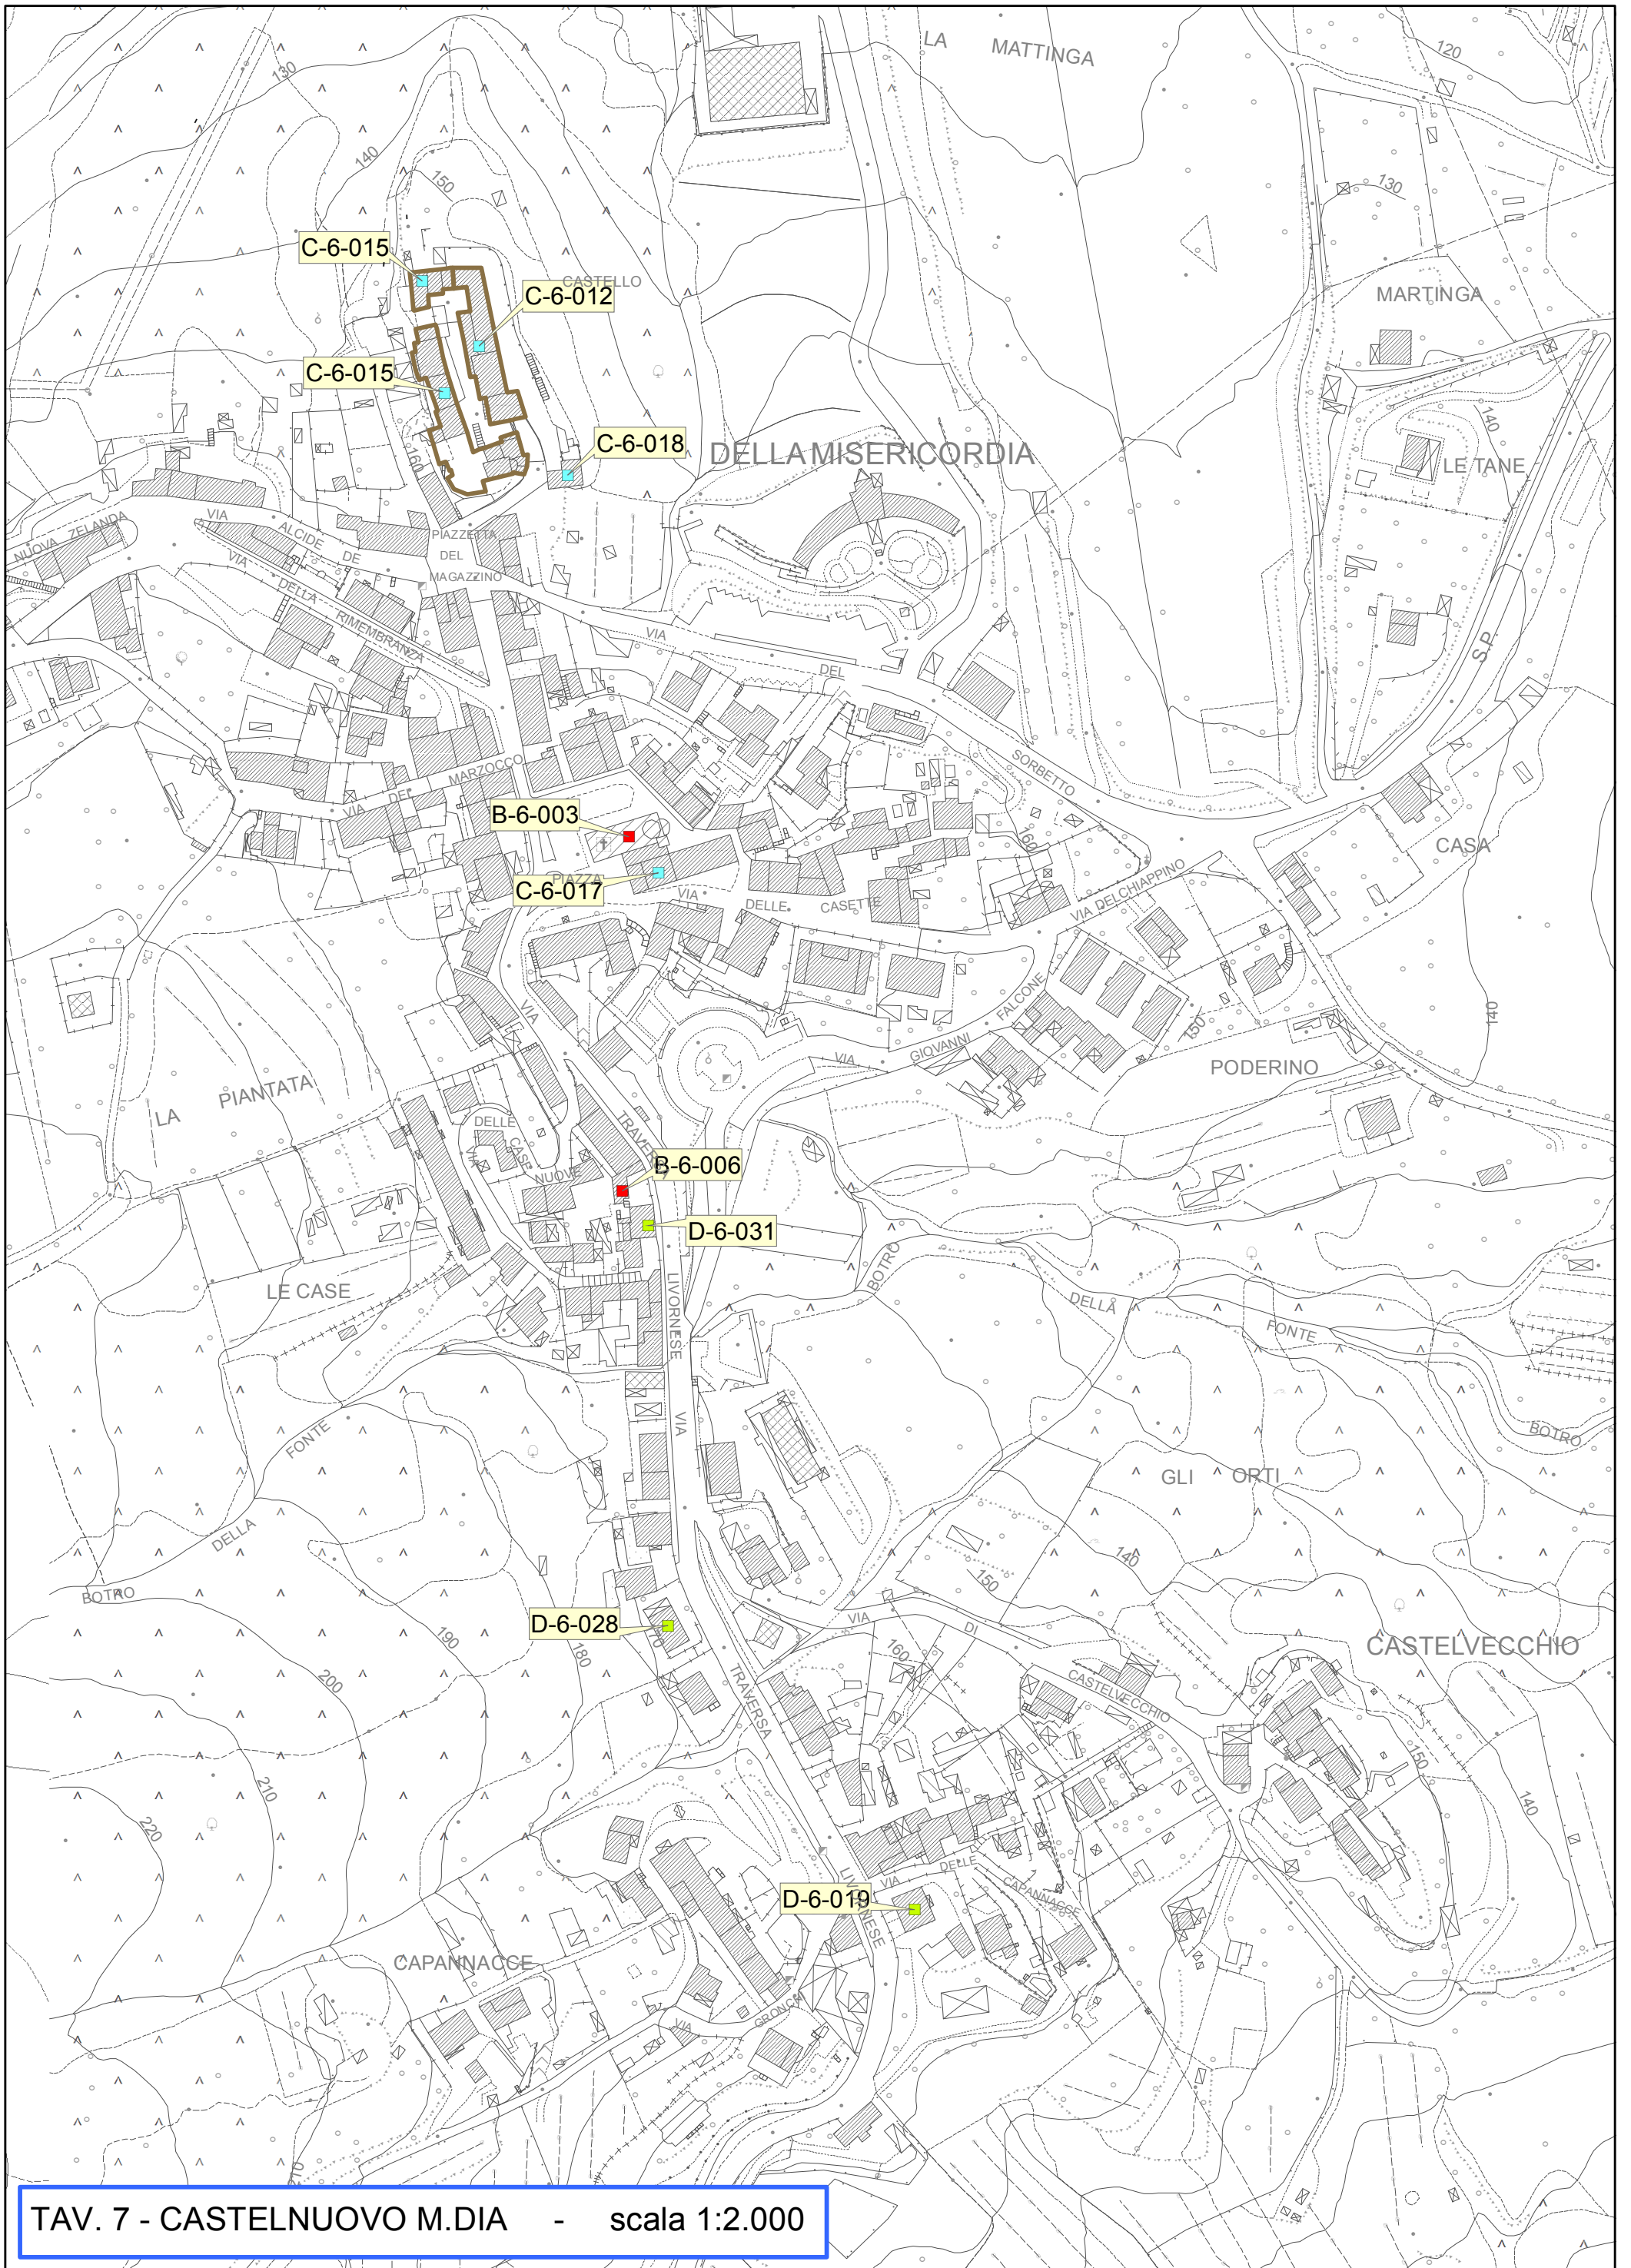 LA MATTINGA
120
130
140
150
130
C-6-015
CASTELLO
C-6-012
MARTINGA
C-6-015
140
C-6-018
DELLA MISERICORDIA
LE TANE
160
NUOVA ZELANDA
VIA ALCIDE DE
PIAZZETTA
DEL
MAGAZZINO
VIA DELLA RIMEMBRANZA
VIA DEL SORBETTO
S.P.
VIA DEL MARZOCCO
B-6-003
160
CASA
C-6-017
PIAZZA
VIA DELLE CASETTE
VIA DEL CHIAPPINO
VIA GIOVANNI FALCONE
150
140
PODERINO
LA PIANTATA
VIA TRAVERSA LIVORNESE
VIA DELLE CASE NUOVE
B-6-006
D-6-031
LE CASE
BOTRO DELLA FONTE
BOTRO
FONTE
DELLA
BOTRO
VIA
GLI ORTI
140
150
D-6-028
170
190
180
200
VIA DI CASTELVECCHIO
160
CASTELVECCHIO
TRAVERSA
210
220
150
140
LIVORNESE
VIA DELLE CAPANNACCE
D-6-019
CAPANNACCE
VIA GRONCHI
210
TAV. 7 - CASTELNUOVO M.DIA - scala 1:2.000